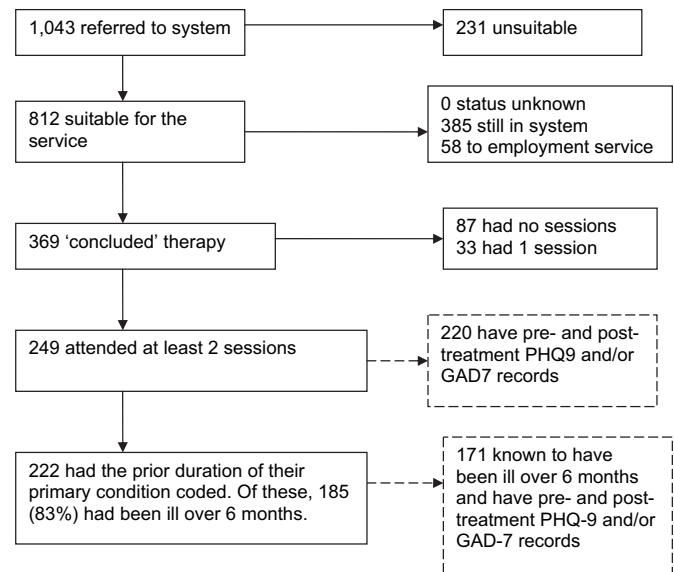 1,043 referred to system
231 unsuitable
812 suitable for the
service
0 status unknown
385 still in system
58 to employment service
369 ‘concluded’ therapy
87 had no sessions
33 had 1 session
249 attended at least 2 sessions
220 have pre- and post-
treatment PHQ9 and/or
GAD7 records
222 had the prior duration of their
primary condition coded. Of these, 185
(83%) had been ill over 6 months.
171 known to have
been ill over 6 months
and have pre- and post-
treatment PHQ-9 and/or
GAD-7 records